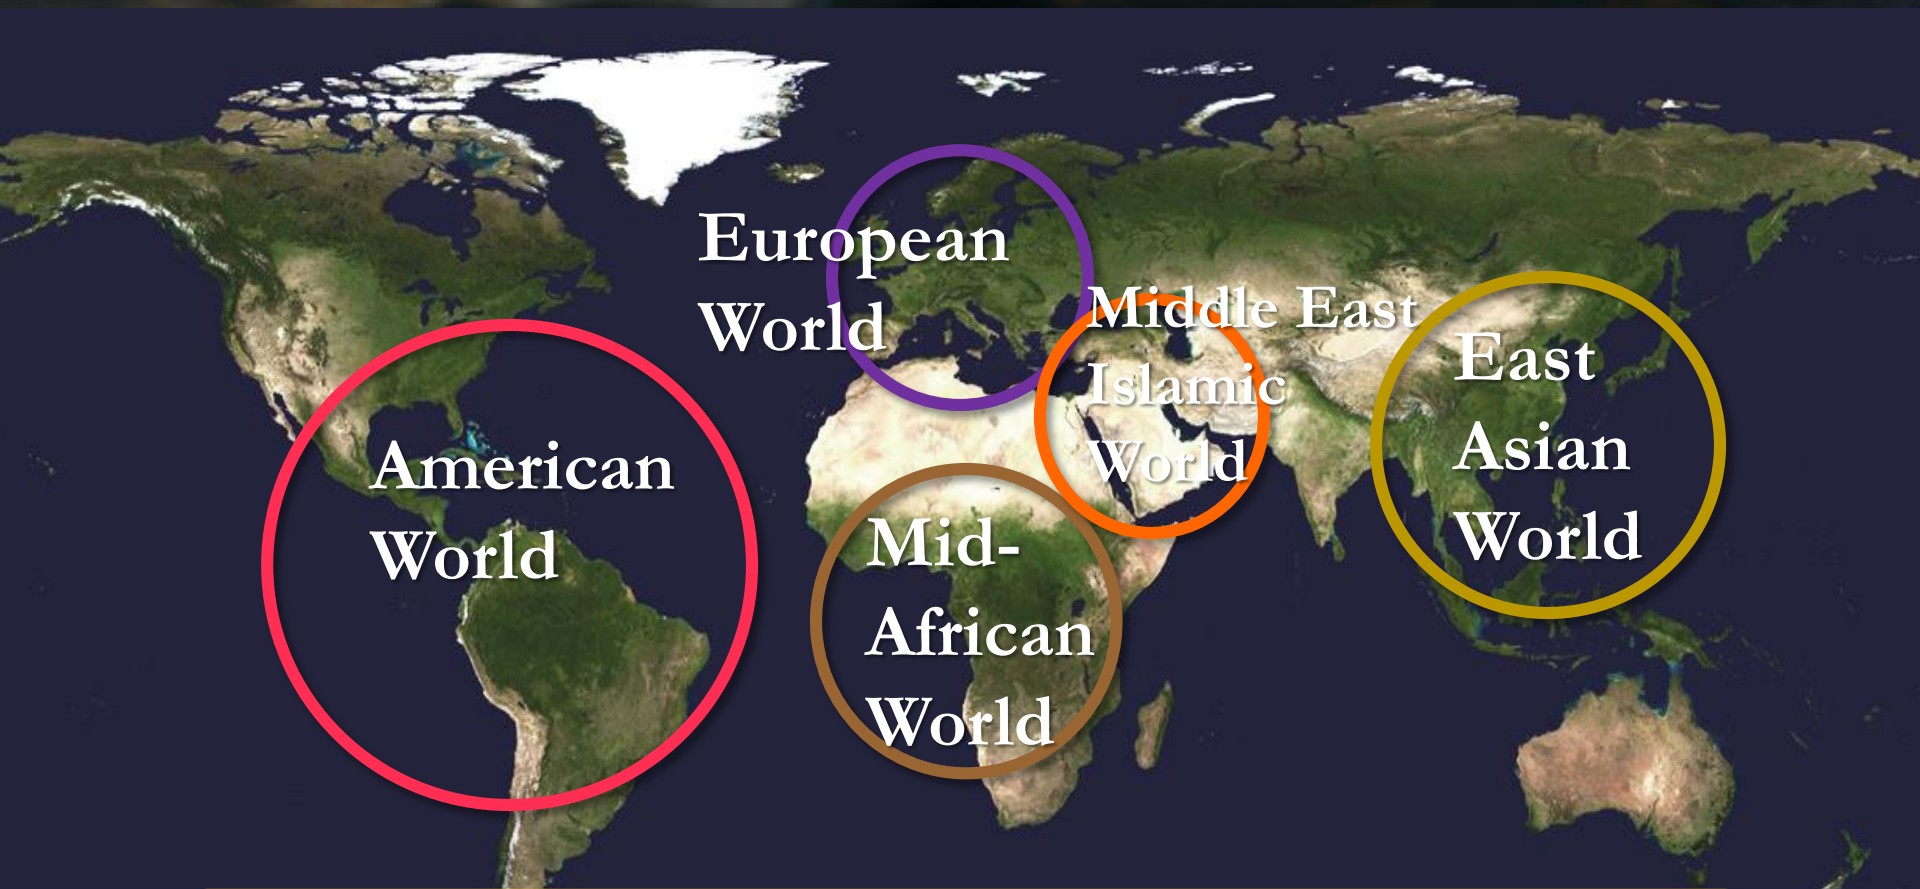 European
World
Middle East
Islamic
World
East
Asian
World
American
World
Mid-
African
World